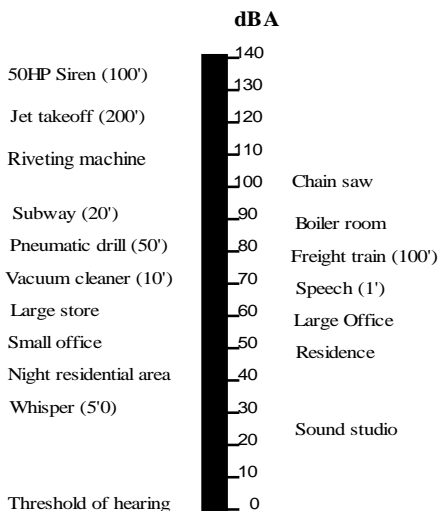 dBA
140
50HP Siren (100')
130
Jet takeoff (200')
120
110
Riveting machine
100
Chain saw
Subway (20')
90
Boiler room
Pneumatic drill (50')
80
Freight train (100')
Vacuum cleaner (10')
70
Speech (1')
Large store
60
Large Office
Small office
50
Residence
Night residential area
40
Whisper (5'0)
30
Sound studio
20
10
Threshold of hearing
0